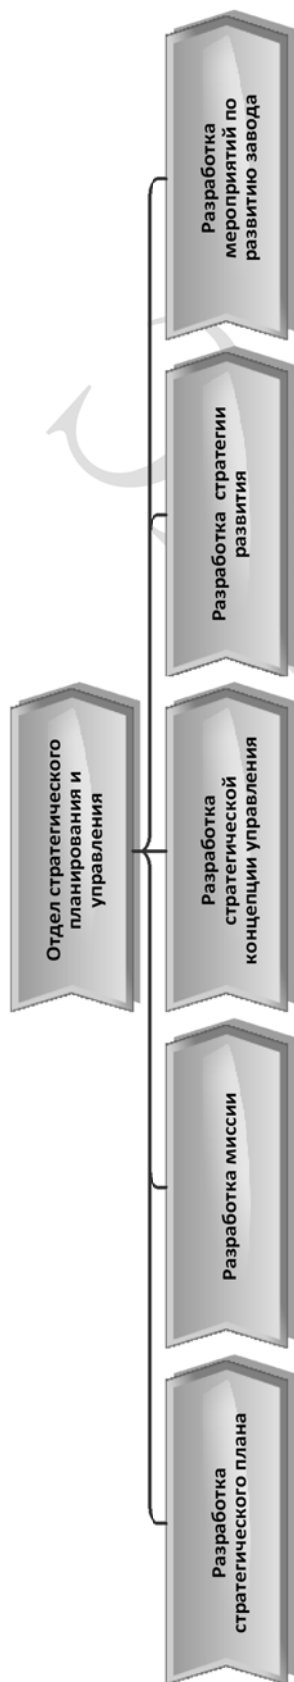 Отдел стратегического
планирования и
управления
Разработка
стратегического плана
Разработка миссии
Разработка
стратегической
концепции управления
Разработка  стратегии
развития
Разработка
мероприятий по
развитию завода